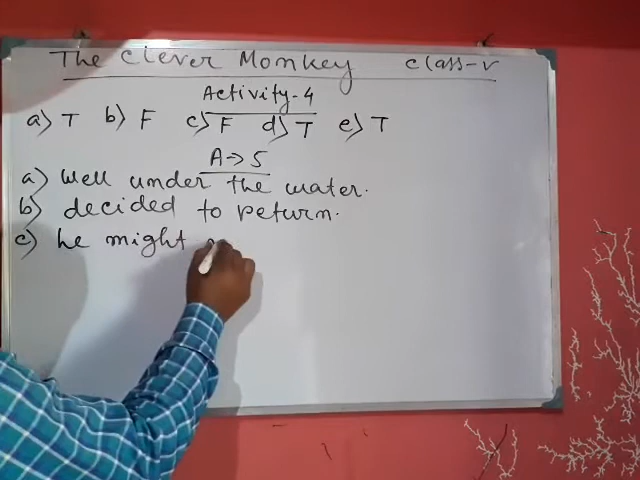 The Clever Monkey Class-V
Activity-4
a) T b) F c) F d) T e) T
A→5
a) Well under the water.
b) decided to return.
c) he might